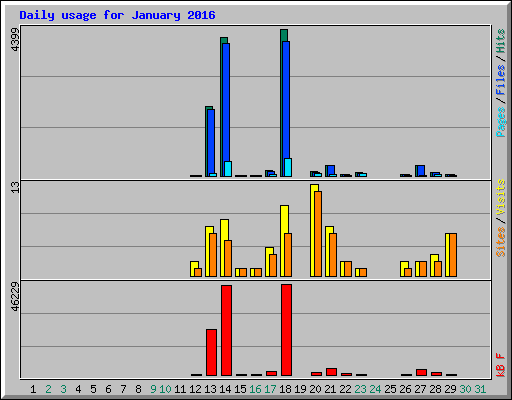 Daily usage for January 2016
4399
13
46229
Pages/Files/Hits
Sites/Visits
kB F
1 2 3 4 5 6 7 8 9 10 11 12 13 14 15 16 17 18 19 20 21 22 23 24 25 26 27 28 29 30 31